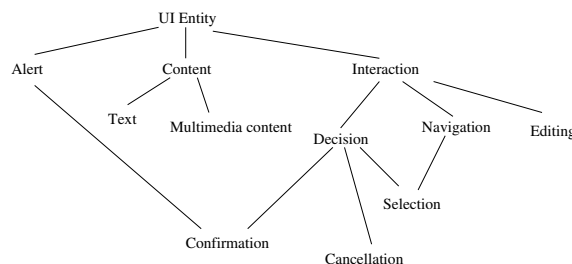 UI Entity
Alert
Content
Interaction
Text
Multimedia content
Decision
Navigation
Editing
Selection
Confirmation
Cancellation